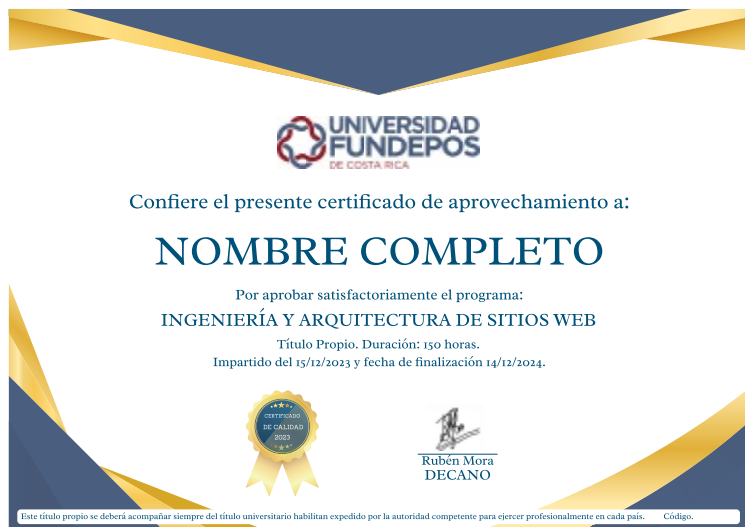 UNIVERSIDAD
FUNDEPOS
DE COSTA RICA
Confiere el presente certificado de aprovechamiento a:
NOMBRE COMPLETO
Por aprobar satisfactoriamente el programa:
INGENIERÍA Y ARQUITECTURA DE SITIOS WEB
Título Propio. Duración: 150 horas.
Impartido del 15/12/2023 y fecha de finalización 14/12/2024.
CERTIFICADO
DE CALIDAD
2023
Rubén Mora
DECANO
Este título propio se deberá acompañar siempre del título universitario habilitan expedido por la autoridad competente para ejercer profesionalmente en cada país. Código.